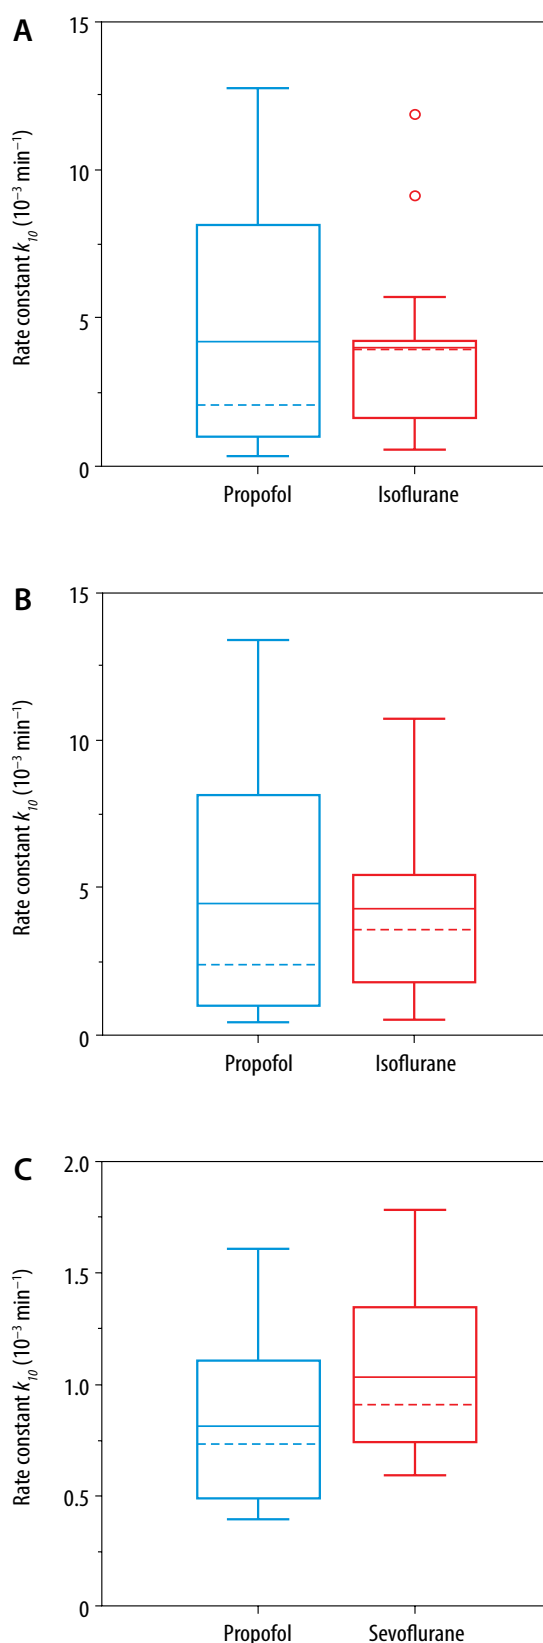 A
Rate constant k10 (10−3 min−1)
15
10
5
0
Propofol Isoflurane
B
Rate constant k10 (10−3 min−1)
15
10
5
0
Propofol Isoflurane
C
Rate constant k10 (10−3 min−1)
2.0
1.5
1.0
0.5
0
Propofol Sevoflurane